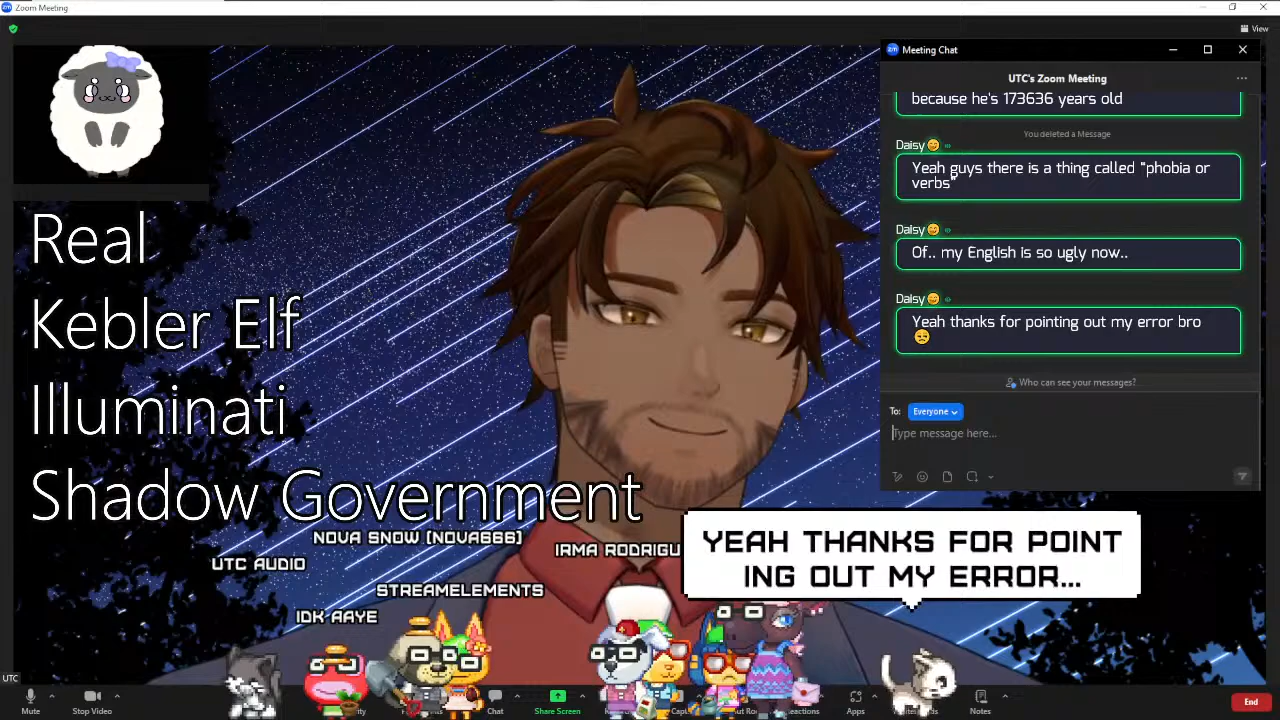 Zoom Meeting
View
Meeting Chat
UTC's Zoom Meeting
because he's 173636 years old
You deleted a Message
Daisy
Yeah guys there is a thing called "phobia or
verbs"
Daisy
Of.. my English is so ugly now..
Daisy
Yeah thanks for pointing out my error bro
Who can see your messages?
To: Everyone
Type message here...
Real
Kebler Elf
Illuminati
Shadow Government
NOVA SNOW (NOVA666)
IRMA RODRIGU
UTC AUDIO
STREAMELEMENTS
IDK AAYE
YEAH THANKS FOR POINT
ING OUT MY ERROR...
UTC
Mute
Stop Video
Chat
Share Screen
Apps
Notes
End